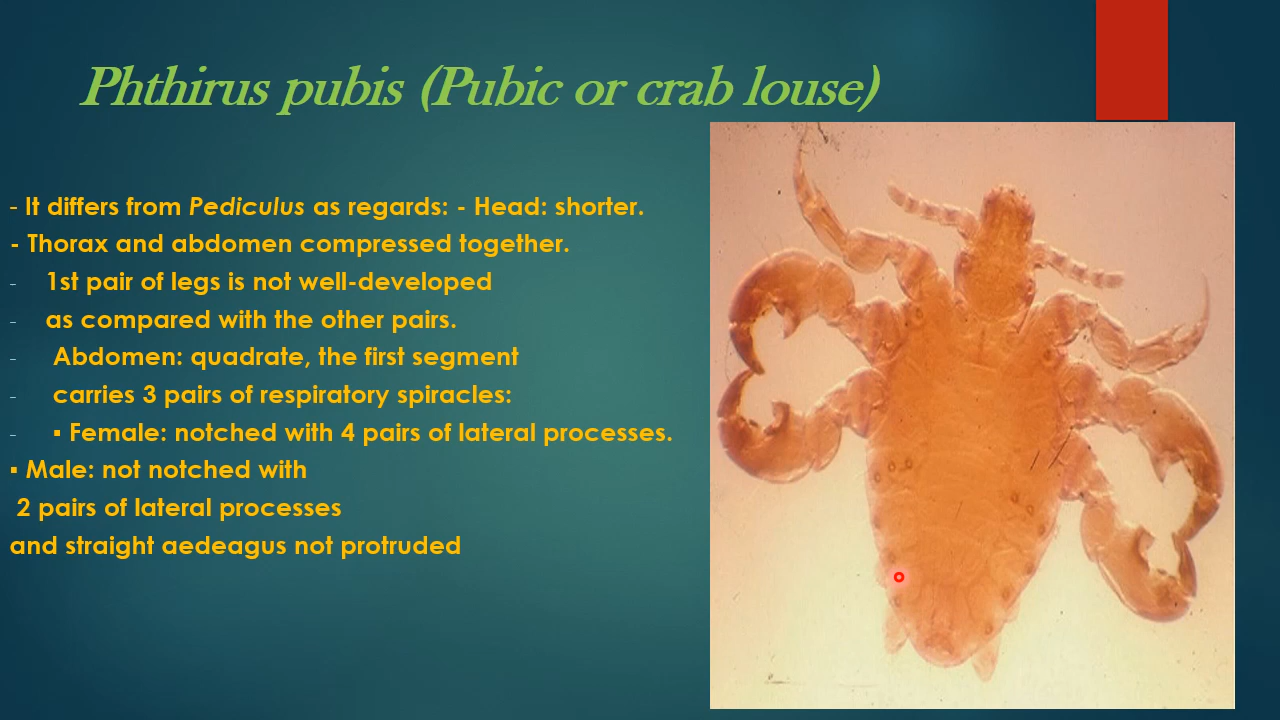 Phthirus pubis (Pubic or crab louse)
- It differs from Pediculus as regards: - Head: shorter.
- Thorax and abdomen compressed together.
- 1st pair of legs is not well-developed
- as compared with the other pairs.
- Abdomen: quadrate, the first segment
- carries 3 pairs of respiratory spiracles:
- ▪ Female: notched with 4 pairs of lateral processes.
▪ Male: not notched with
2 pairs of lateral processes
and straight aedeagus not protruded